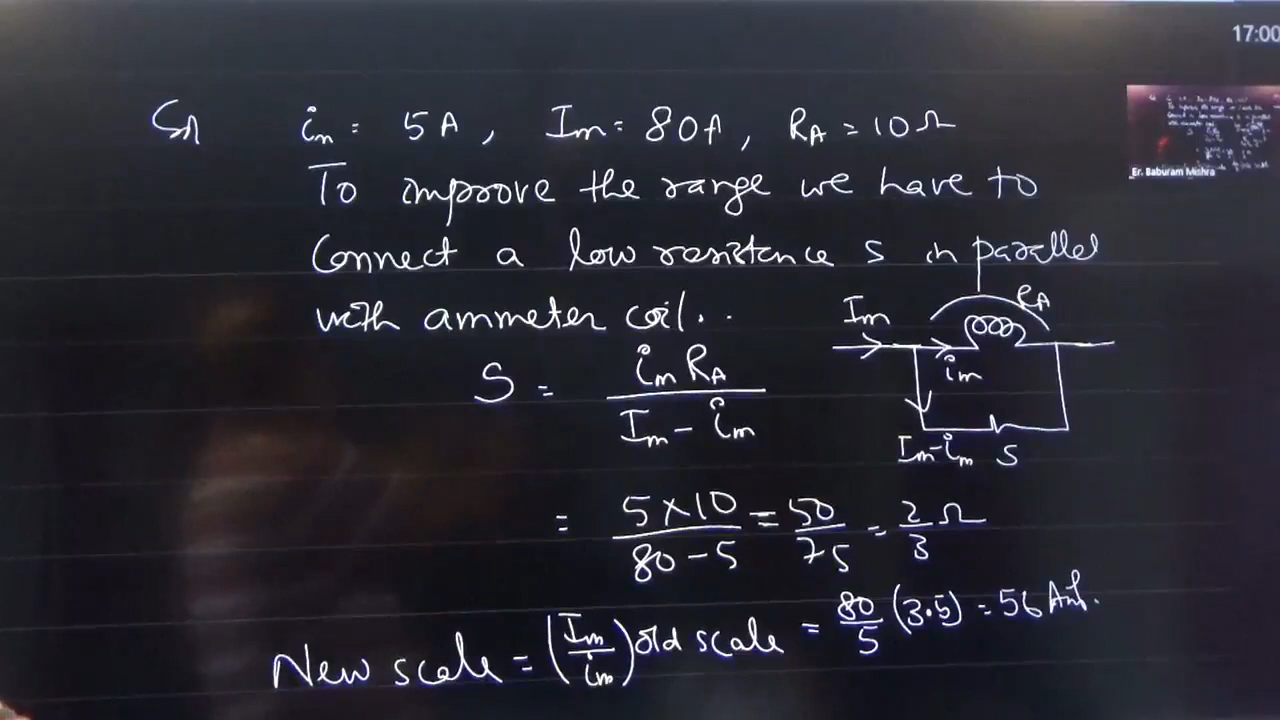 17:00
Er. Baburam Mishra
Sol
im = 5A, Im = 80A, RA = 10Ω
To improve the range we have to
Connect a low resistance S in parallel
with ammeter coil..
Im RA
im
Im-im S
S = im RA / Im - im
= 5×10 / 80-5 = 50/75 = 2/3 Ω
New scale = (Im/im) old scale = 80/5 (3.5) = 56 Ans.